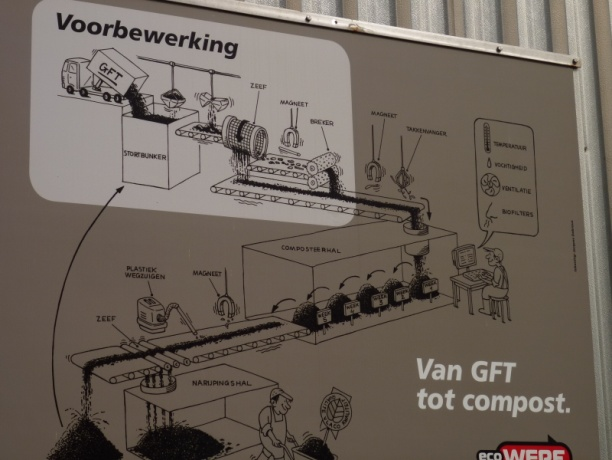 Voorbewerking
GFT
ZEEF
MAGNEET
BREKER
STORTBUNKER
MAGNEET
TAKKENVANGER
TEMPERATUUR
VOCHTIGHEID
VENTILATIE
BIOFILTERS
COMPOSTEERHAL
PLASTIEK
WEGZUIGEN
MAGNEET
ZEEF
NARIJPINGSHAL
Van GFT
tot compost.
eco WERF